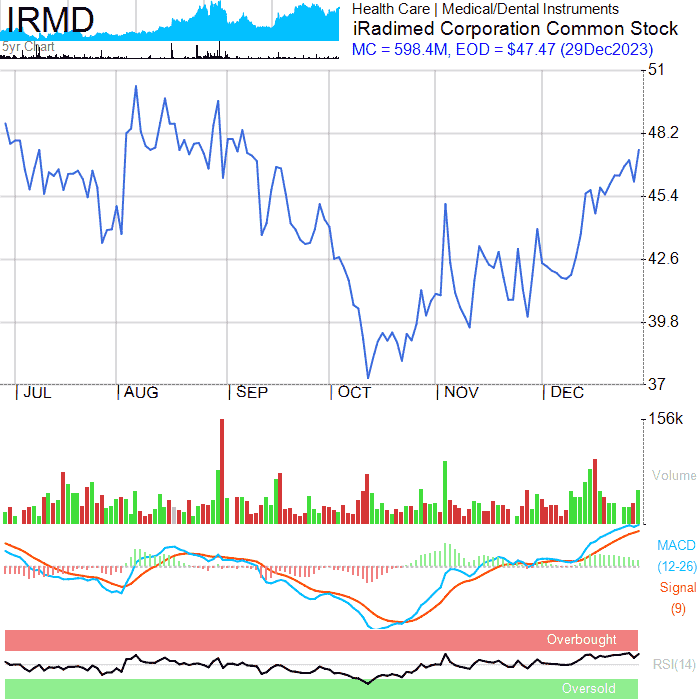 IRMD
Health Care | Medical/Dental Instruments
iRadimed Corporation Common Stock
MC = 598.4M, EOD = $47.47 (29Dec2023)
5yr Chart
51
48.2
45.4
42.6
39.8
37
| JUL | AUG | SEP | OCT | NOV | DEC
156k
Volume
MACD
(12-26)
Signal
(9)
Overbought
RSI(14)
Oversold